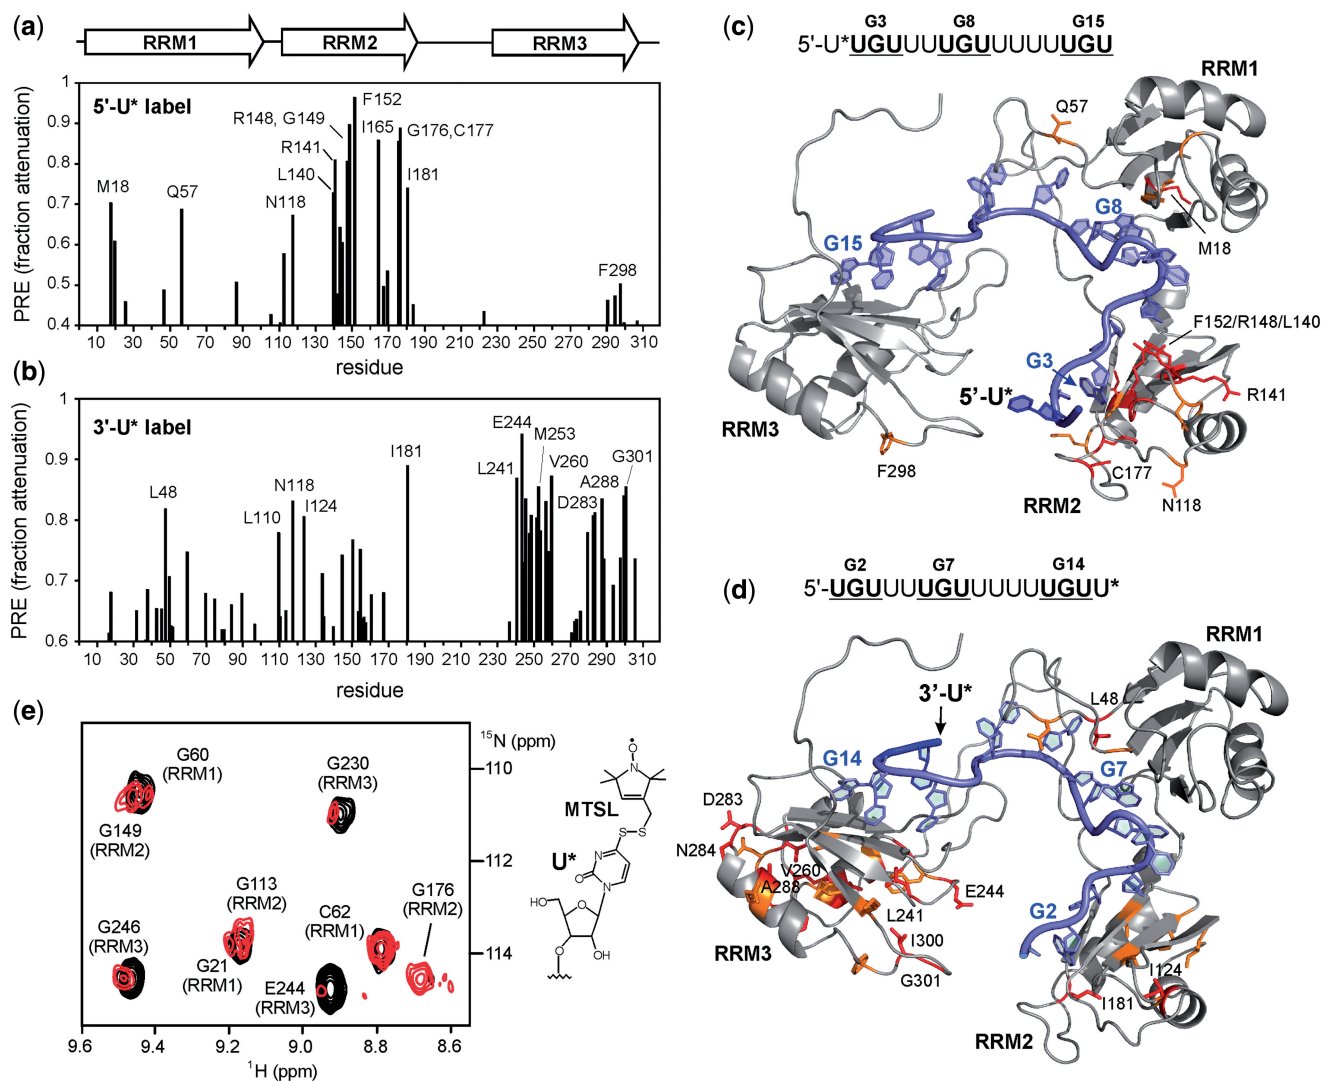 (a)
RRM1 RRM2 RRM3
5'-U* label
PRE (fraction attenuation)
1
0.9
0.8
0.7
0.6
0.5
0.4
M18
Q57
R148, G149
R141
L140
N118
F152
I165
G176,C177
I181
F298
10 30 50 70 90 110 130 150 170 190 210 230 250 270 290 310
residue
(b)
3'-U* label
PRE (fraction attenuation)
1
0.9
0.8
0.7
0.6
L48
L110
N118
I124
I181
E244
L241
M253
V260
D283
A288
G301
10 30 50 70 90 110 130 150 170 190 210 230 250 270 290 310
residue
(e)
G60
(RRM1)
G149
(RRM2)
G230
(RRM3)
G113
(RRM2)
G246
(RRM3)
G21
(RRM1)
C62
(RRM1)
E244
(RRM3)
G176
(RRM2)
15N (ppm)
110
112
114
9.6 9.4 9.2 9.0 8.8 8.6
1H (ppm)
MTSL
U*
O
N
S S
N
O
N
HO
O
O
OH
(c)
G3 G8 G15
5'-U*UGUUUUGUUUUUUGU
RRM1
Q57
G8
M18
G15
F152/R148/L140
G3
5'-U*
R141
RRM3
F298
C177
N118
RRM2
(d)
G2 G7 G14
5'-UGUUUUGUUUUUUGUU*
RRM1
3'-U*
L48
G14
G7
D283
N284
V260
A288
E244
L241
G2
I300
RRM3
G301
I124
I181
RRM2